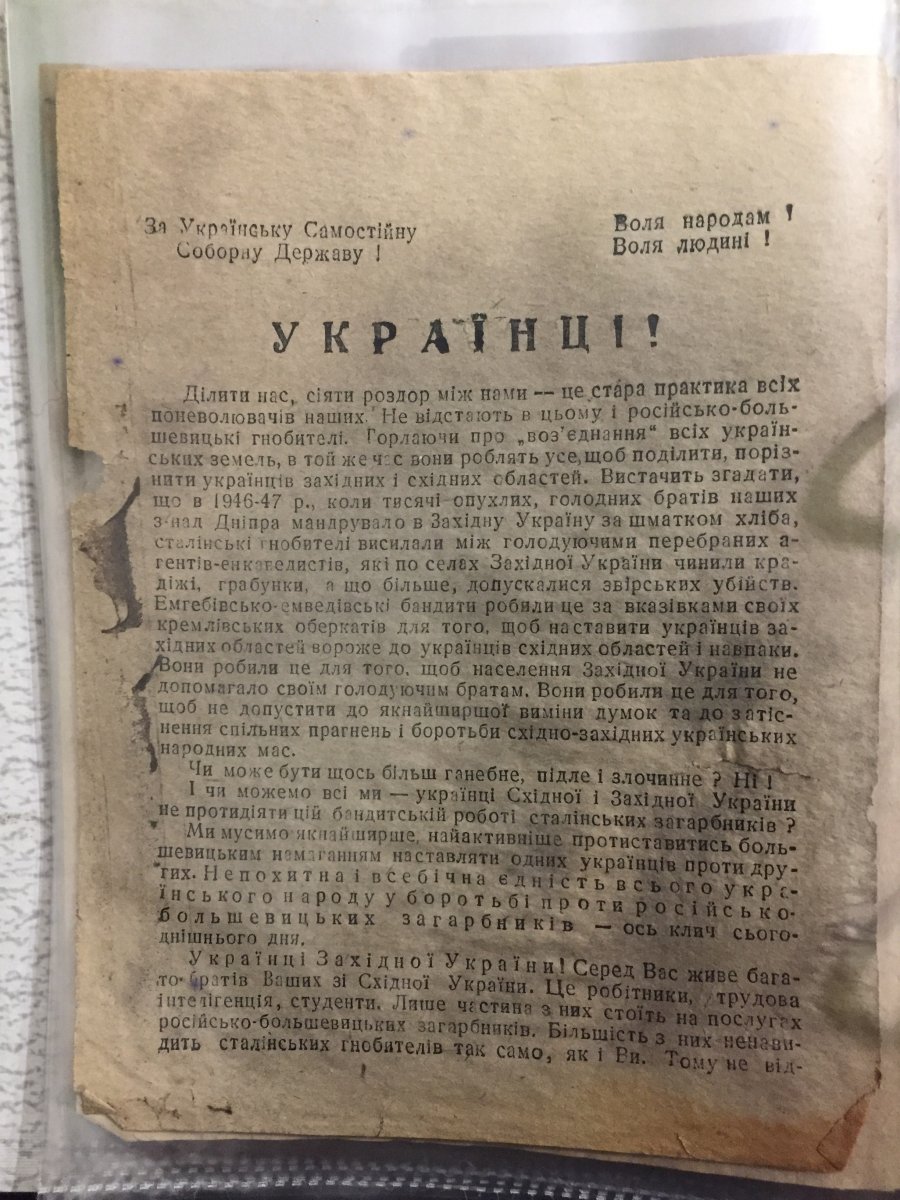 За Українську Самостійну
Соборну Державу !
Воля народам !
Воля людині !
УКРАЇНЦІ!
Ділити нас, сіяти роздор між нами — це стара практика всіх
поневолювачів наших. Не відстають в цьому і російсько-боль-
шевицькі гнобителі. Горлаючи про „воз’єднання“ всіх україн-
ських земель, в той же час вони роблять усе, щоб поділити, поріз-
нити українців західних і східних областей. Вистачить згадати,
що в 1946-47 р., коли тисячі опухлих, голодних братів наших
з-над Дніпра мандрувало в Західну Україну за шматком хліба,
сталінські гнобителі висилали між голодуючими перебраних а-
гентів-енкаведистів, які по селах Західної України чинили кра-
діжі, грабунки, а що більше, допускалися звірських убійств.
Емгебівсько-емведівські бандити робили це за вказівками своїх
кремлівських оберкатів для того, щоб наставити українців за-
хідних областей вороже до українців східних областей і навпаки.
Вони робили це для того, щоб населення Західної України не
допомагало своїм голодуючим братам. Вони робили це для того,
щоб не допустити до якнайширшої виміни думок та до затіс-
нення спільних прагнень і боротьби східно-західних українських
народних мас.
Чи може бути щось більш ганебне, підле і злочинне ? Ні !
І чи можемо всі ми — українці Східної і Західної України
не протидіяти цій бандитській роботі сталінських загарбників ?
Ми мусимо якнайширше, найактивніше протиставитись боль-
шевицьким намаганням наставляти одних українців проти дру-
гих. Непохитна і всебічна єдність всього укра-
їнського народу у боротьбі проти російсько-
большевицьких загарбників — ось клич сього-
днішнього дня.
Українці Західної України! Серед Вас живе бага-
то братів Ваших зі Східної України. Це робітники, трудова
інтелігенція, студенти. Лише частина з них стоїть на послугах
російсько-большевицьких загарбників. Більшість з них ненави-
дить сталінських гнобителів так само, як і Ви. Тому не від-